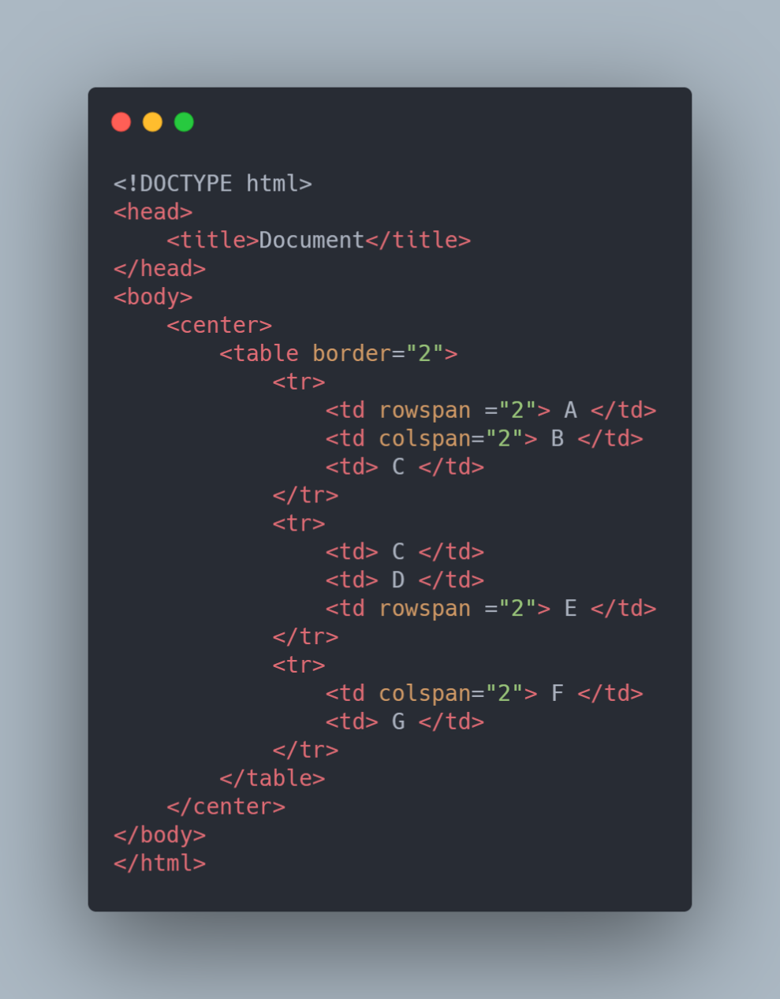 <!DOCTYPE html>
<head>
    <title>Document</title>
</head>
<body>
    <center>
        <table border="2">
            <tr>
                <td rowspan ="2"> A </td>
                <td colspan="2"> B </td>
                <td> C </td>
            </tr>
            <tr>
                <td> C </td>
                <td> D </td>
                <td rowspan ="2"> E </td>
            </tr>
            <tr>
                <td colspan="2"> F </td>
                <td> G </td>
            </tr>
        </table>
    </center>
</body>
</html>